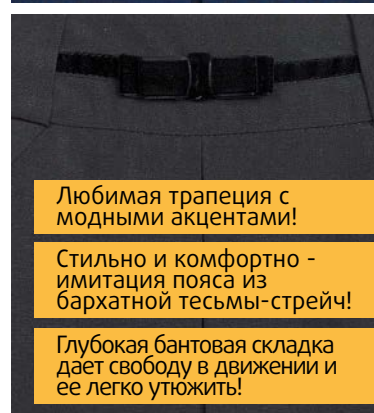 Любимая трапеция с
модными акцентами!
Стильно и комфортно -
имитация пояса из
бархатной тесьмы-стрейч!
Глубокая бантовая складка
дает свободу в движении и
ее легко утюжить!